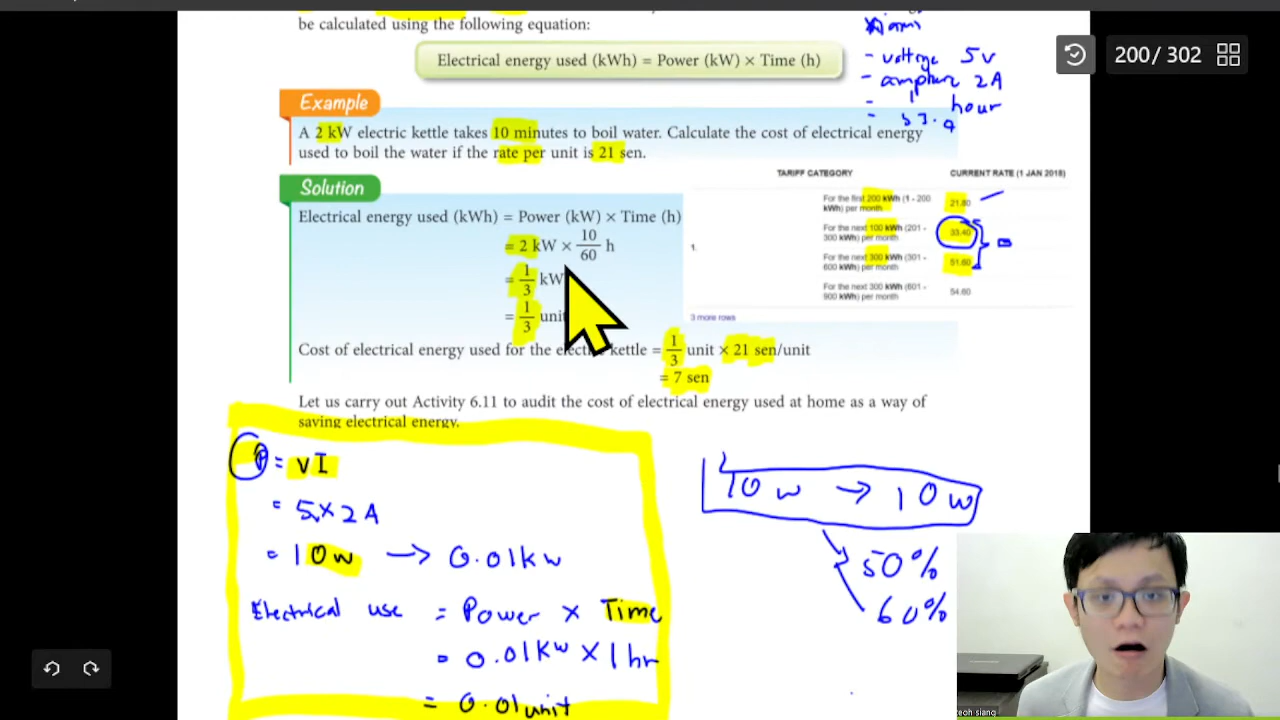 be calculated using the following equation:
Electrical energy used (kWh) = Power (kW) × Time (h)
- voltage 5v
- amphere 2A
- 1 hour
- 33.4
Example
A 2 kW electric kettle takes 10 minutes to boil water. Calculate the cost of electrical energy
used to boil the water if the rate per unit is 21 sen.
Solution
Electrical energy used (kWh) = Power (kW) × Time (h)
= 2 kW × 10/60 h
= 1/3 kW
= 1/3 unit
Cost of electrical energy used for the electric kettle = 1/3 unit × 21 sen/unit
= 7 sen
TARIFF CATEGORY CURRENT RATE (1 JAN 2018)
1.
For the first 200 kWh (1 - 200 21.80
kWh) per month
For the next 100 kWh (201 - 33.40
300 kWh) per month
For the next 300 kWh (301 - 51.60
600 kWh) per month
For the next 300 kWh (601 - 54.60
900 kWh) per month
3 more rows
Let us carry out Activity 6.11 to audit the cost of electrical energy used at home as a way of
saving electrical energy.
P = VI
= 5 × 2A
= 10w → 0.01kw
Electrical use = Power × Time
= 0.01kw × 1hr
= 0.01unit
10w → 10w
50%
60%
200 / 302
teoh siang